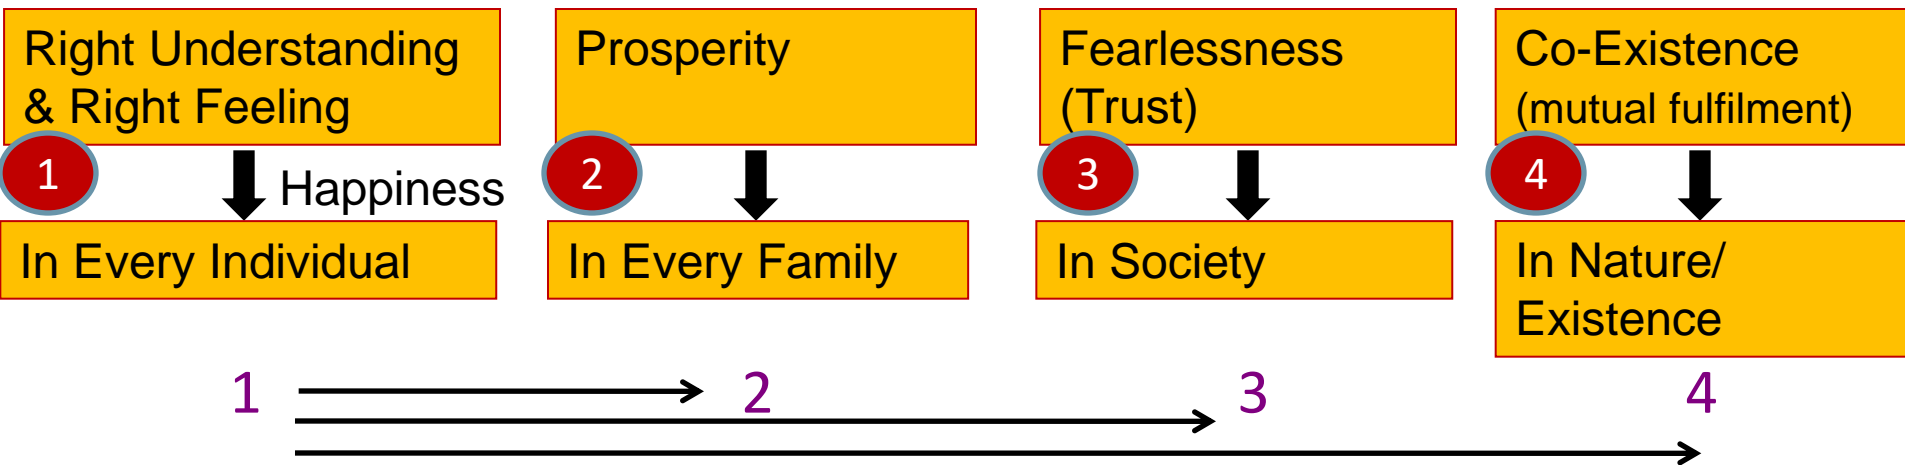 Right Understanding
& Right Feeling
Prosperity
Fearlessness
(Trust)
Co-Existence
(mutual fulfilment)
1
Happiness
2
3
4
In Every Individual
In Every Family
In Society
In Nature/
Existence
1
2
3
4